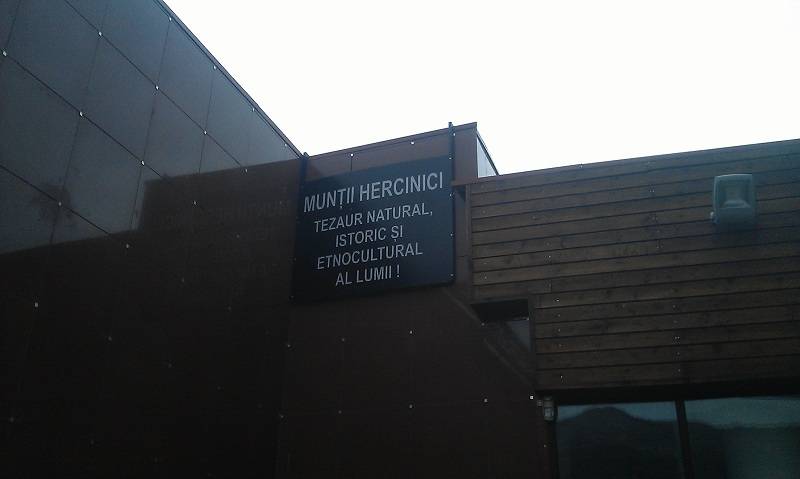 MUNȚII HERCINICI
TEZAUR NATURAL,
ISTORIC ȘI
ETNOCULTURAL
AL LUMII !